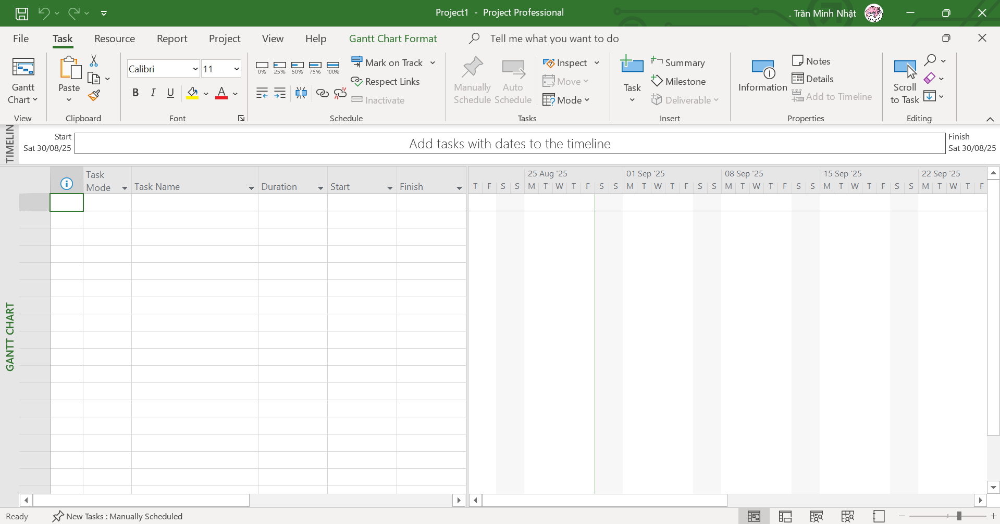 Project1 - Project Professional
. Trần Minh Nhật
File Task Resource Report Project View Help Gantt Chart Format Tell me what you want to do
Gantt
Chart
View
Paste
Clipboard
Calibri 11
B I U A
Font
0% 25% 50% 75% 100%
Mark on Track
Respect Links
Inactivate
Schedule
Manually
Schedule
Auto
Schedule
Inspect
Move
Mode
Tasks
Task
Summary
Milestone
Deliverable
Insert
Information
Notes
Details
Add to Timeline
Properties
Scroll
to Task
Editing
Start
Sat 30/08/25
Add tasks with dates to the timeline
Finish
Sat 30/08/25
Task
Mode
Task Name
Duration
Start
Finish
25 Aug '25 01 Sep '25 08 Sep '25 15 Sep '25 22 Sep '25
T F S S M T W T F S S M T W T F S S M T W T F S S M T W T F S S M T W T F
GANTT CHART
Ready
New Tasks : Manually Scheduled